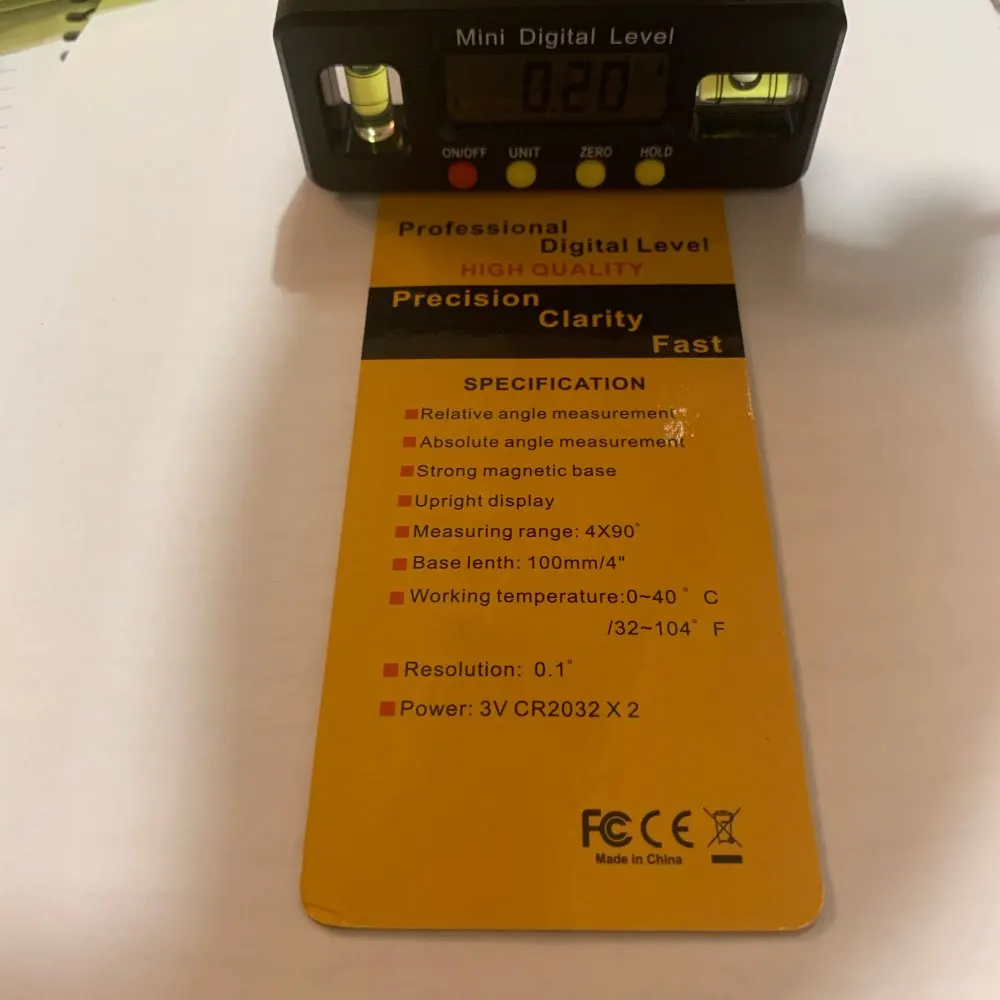 Mini Digital Level
0.20
ON/OFF UNIT ZERO HOLD
Professional
Digital Level
HIGH QUALITY
Precision
Clarity
Fast
SPECIFICATION
Relative angle measurement
Absolute angle measurement
Strong magnetic base
Upright display
Measuring range: 4X90°
Base lenth: 100mm/4"
Working temperature:0~40 ° C
/32~104° F
Resolution: 0.1°
Power: 3V CR2032 X 2
FC CE
Made in China